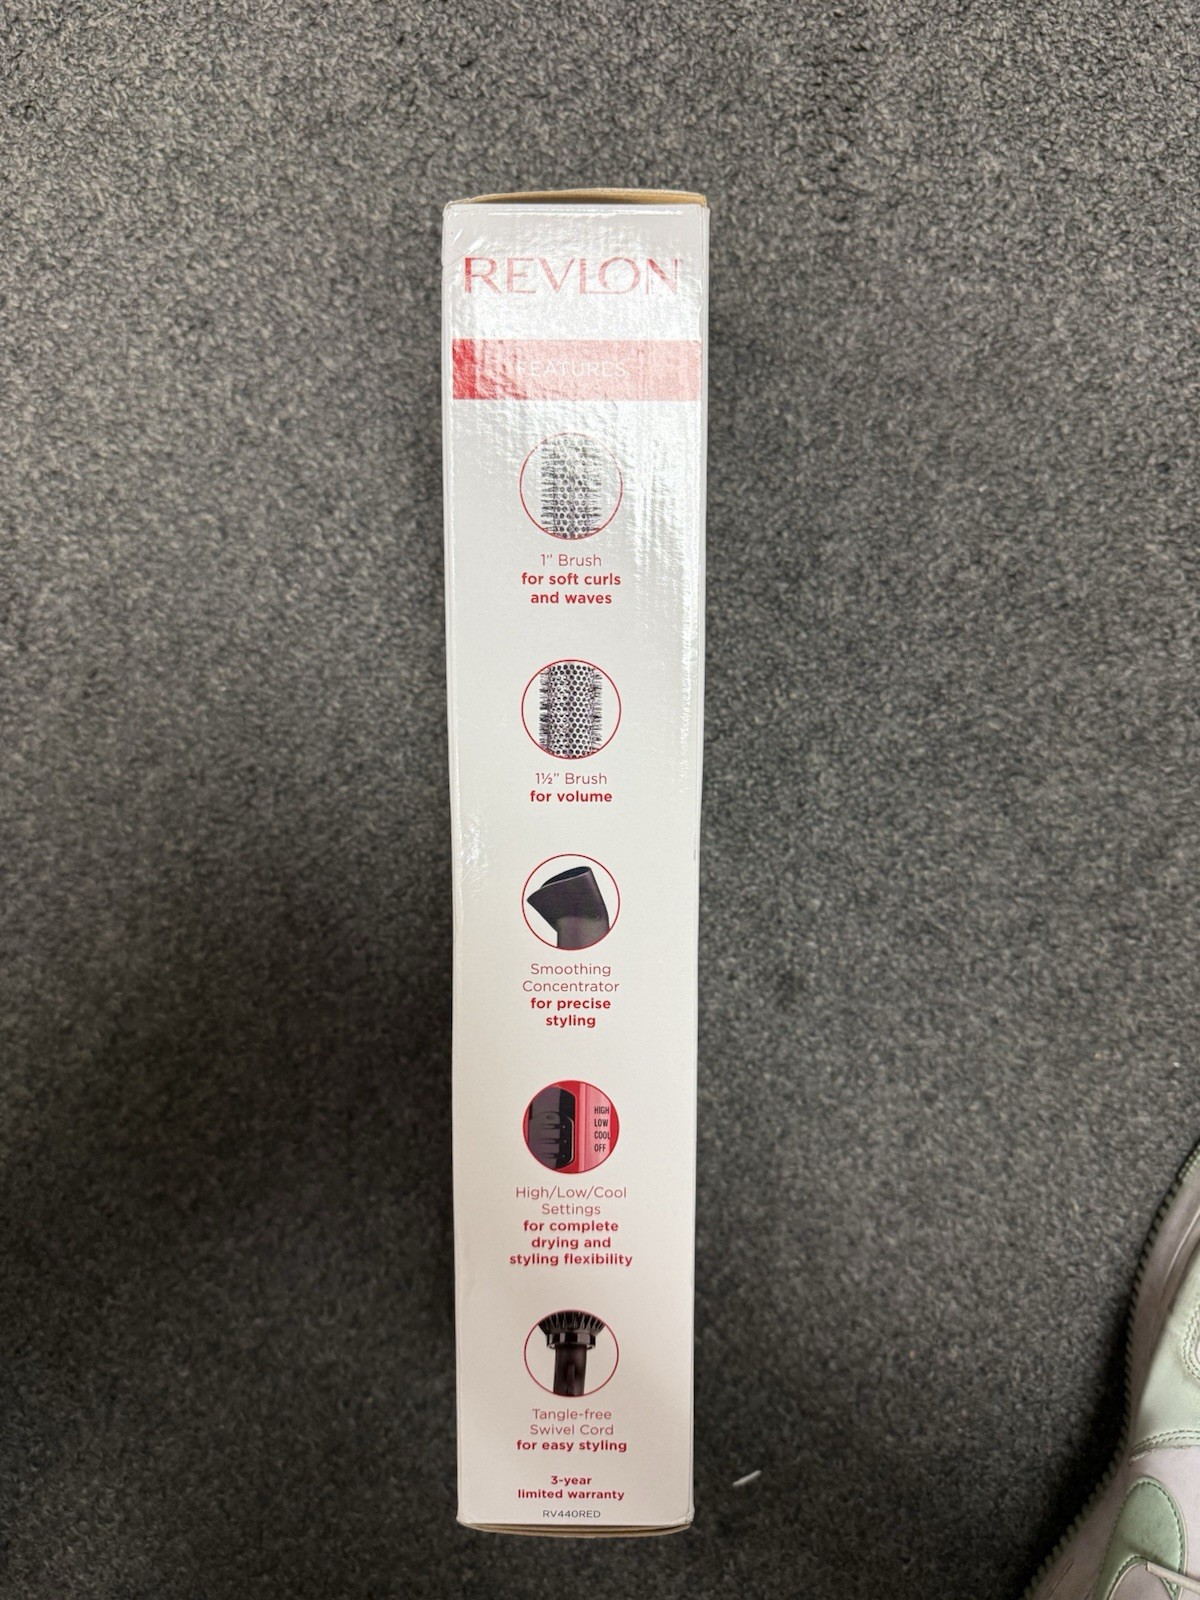 REVLON
FEATURES
1" Brush
for soft curls
and waves
1½" Brush
for volume
Smoothing
Concentrator
for precise
styling
HIGH
LOW
COOL
OFF
High/Low/Cool
Settings
for complete
drying and
styling flexibility
Tangle-free
Swivel Cord
for easy styling
3-year
limited warranty
RV440RED